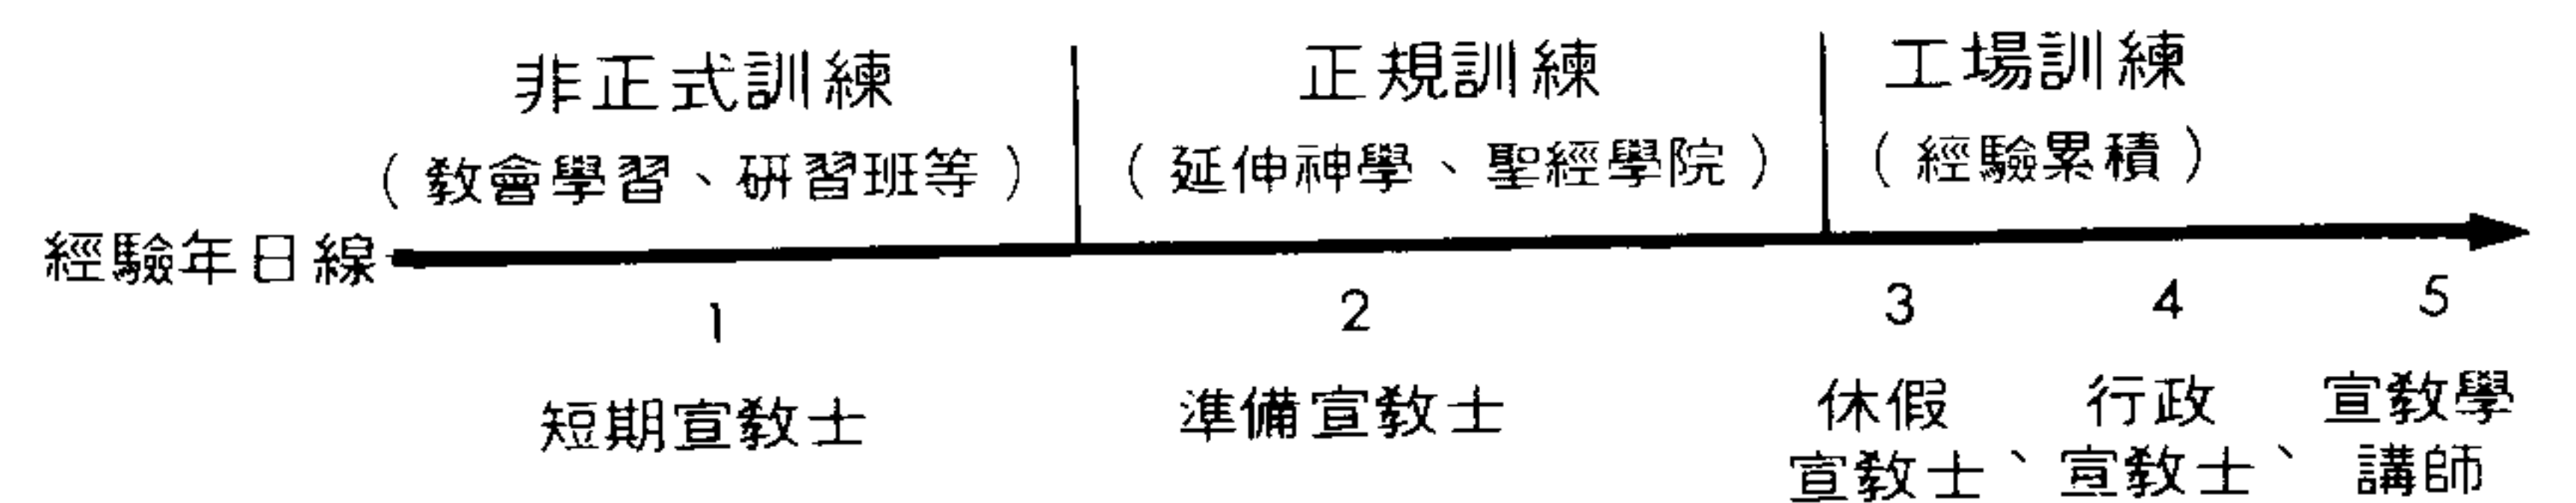 非正式訓練 正規訓練 工場訓練
（教會學習、研習班等） （延伸神學、聖經學院） （經驗累積）
經驗年日線
1 2 3 4 5
短期宣教士 準備宣教士 休假 行政 宣教學
宣教士、宣教士、講師